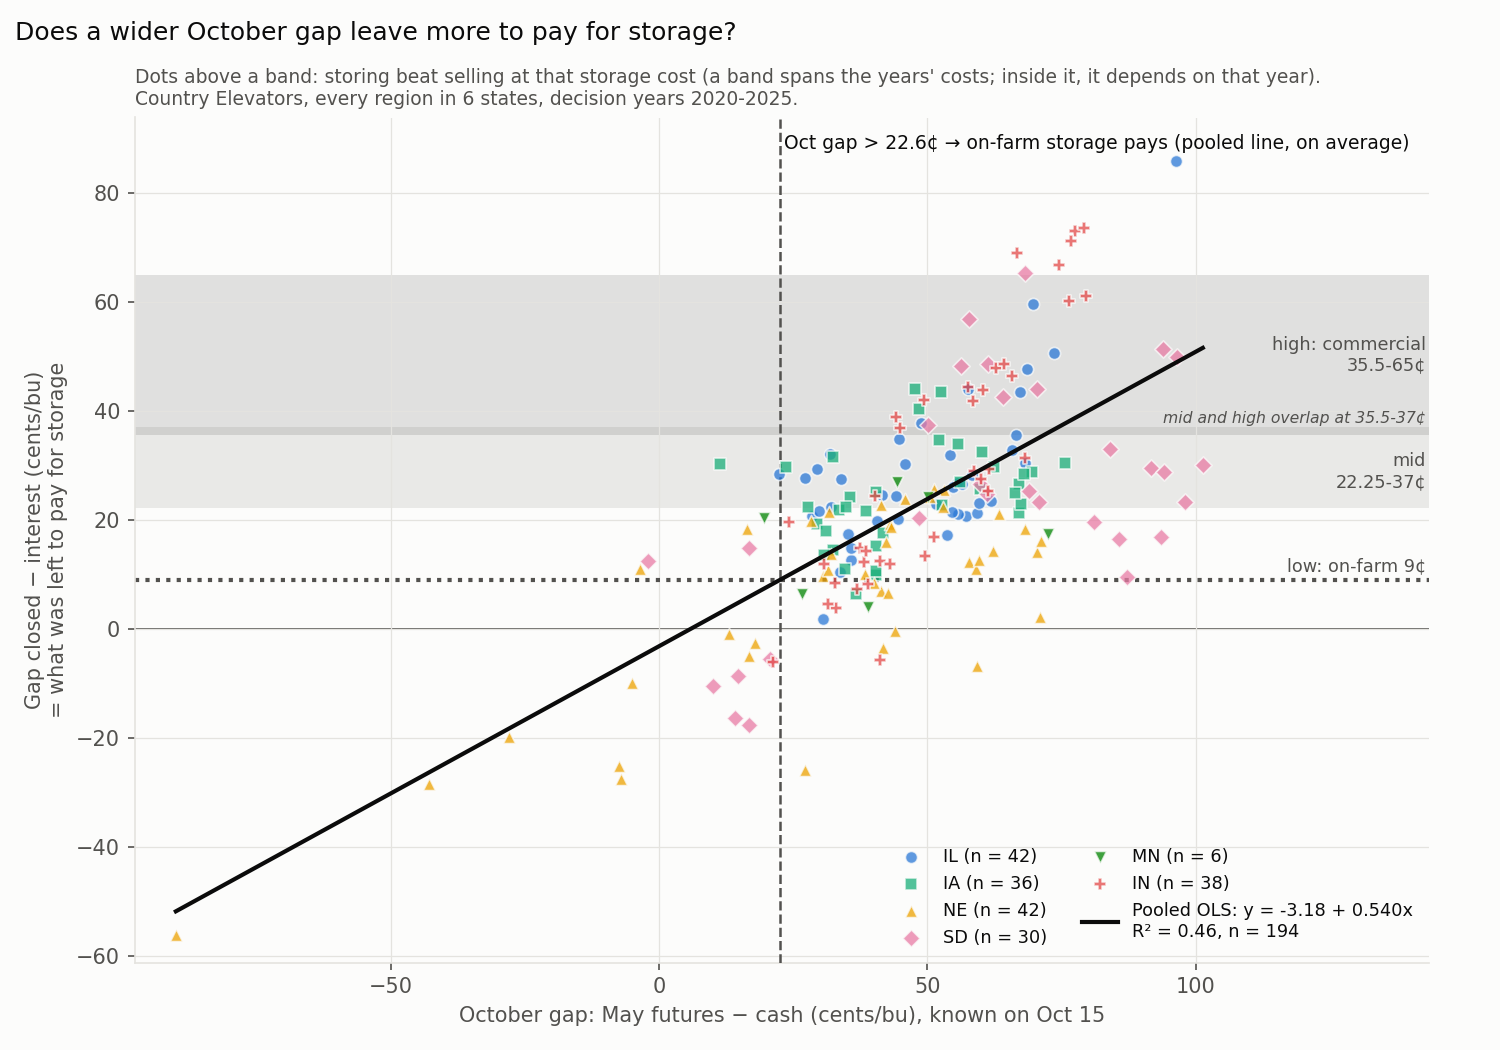 Does a wider October gap leave more to pay for storage?
Dots above a band: storing beat selling at that storage cost (a band spans the years' costs; inside it, it depends on that year).
Country Elevators, every region in 6 states, decision years 2020-2025.
Oct gap > 22.6¢ → on-farm storage pays (pooled line, on average)
80
60
40
20
0
−20
−40
−60
Gap closed − interest (cents/bu)
= what was left to pay for storage
high: commercial
35.5-65¢
mid and high overlap at 35.5-37¢
mid
22.25-37¢
low: on-farm 9¢
IL (n = 42)
IA (n = 36)
NE (n = 42)
SD (n = 30)
MN (n = 6)
IN (n = 38)
Pooled OLS: y = -3.18 + 0.540x
R² = 0.46, n = 194
−50
0
50
100
October gap: May futures − cash (cents/bu), known on Oct 15